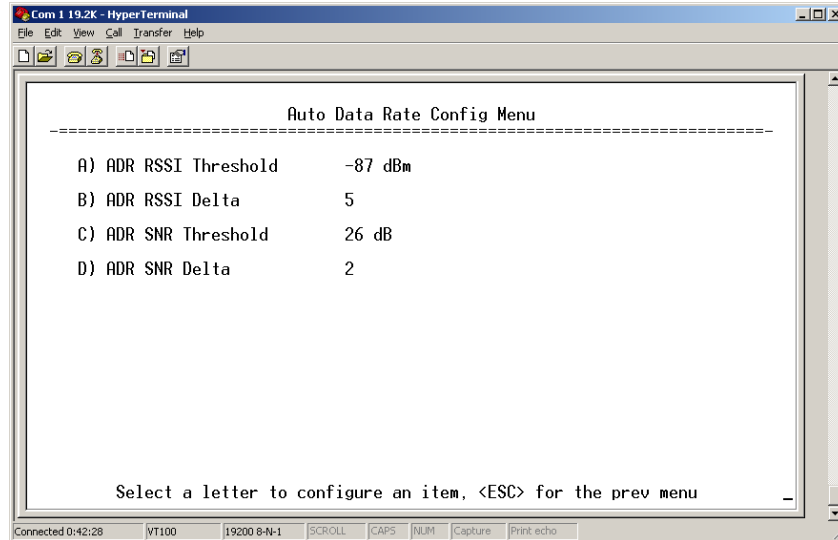 Com 1 19.2K - HyperTerminal
File Edit View Call Transfer Help
Auto Data Rate Config Menu
-==========================================================================-
A) ADR RSSI Threshold -87 dBm
B) ADR RSSI Delta 5
C) ADR SNR Threshold 26 dB
D) ADR SNR Delta 2
Select a letter to configure an item, <ESC> for the prev menu _
Connected 0:42:28 VT100 19200 8-N-1 SCROLL CAPS NUM Capture Print echo